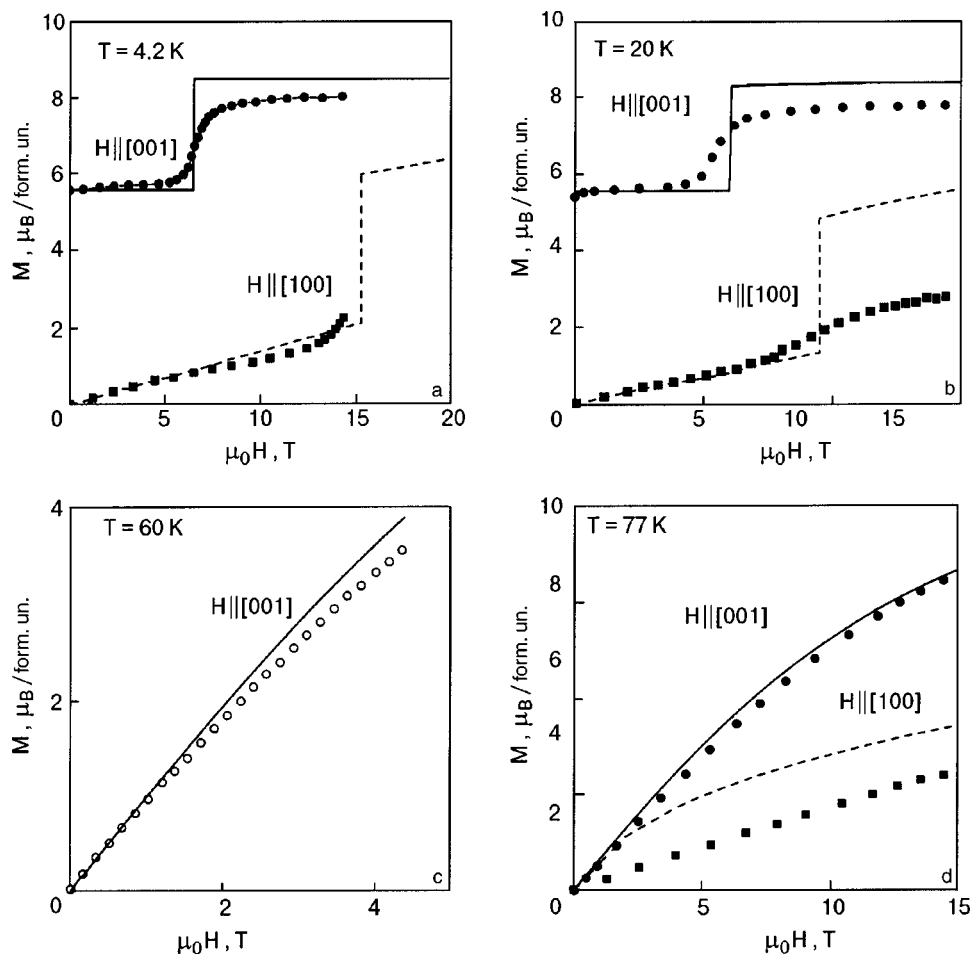 T = 4.2 K
10
8
6
4
2
0
H||[001]
H||[100]
M, μB/form. un.
a
0 5 10 15 20
μ0H, T
T = 20 K
10
8
6
4
2
0
H||[001]
H||[100]
M, μB/form. un.
b
0 5 10 15
μ0H, T
T = 60 K
4
2
0
H||[001]
M, μB/form. un.
c
2 4
μ0H, T
T = 77 K
10
8
6
4
2
0
H||[001]
H||[100]
M, μB/form. un.
d
5 10 15
μ0H, T